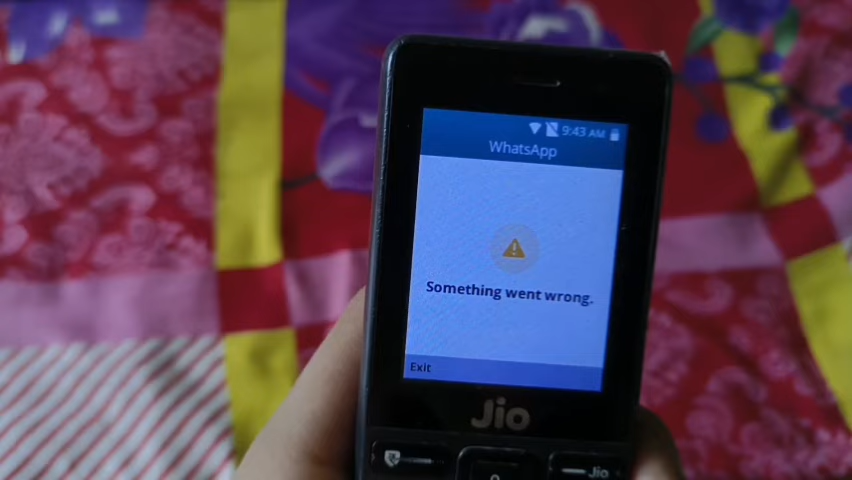 9:43 AM
WhatsApp
Something went wrong.
Exit
Jio
Jio